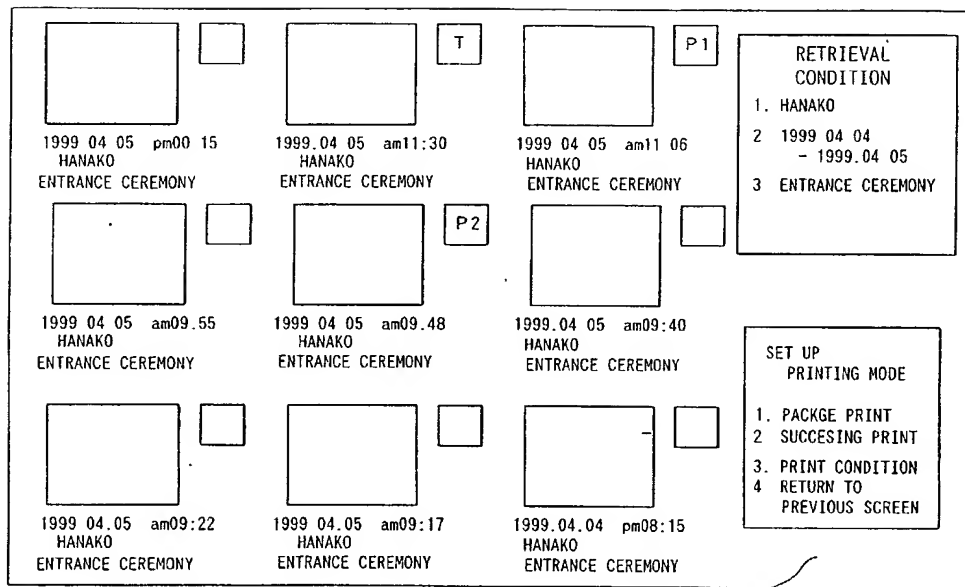 T
P1
1999 04 05 pm00 15
HANAKO
ENTRANCE CEREMONY
1999.04 05 am11:30
HANAKO
ENTRANCE CEREMONY
1999 04 05 am11 06
HANAKO
ENTRANCE CEREMONY
RETRIEVAL
CONDITION
1. HANAKO
2 1999 04 04
- 1999.04 05
3 ENTRANCE CEREMONY
P2
1999 04 05 am09.55
HANAKO
ENTRANCE CEREMONY
1999.04 05 am09.48
HANAKO
ENTRANCE CEREMONY
1999.04 05 am09:40
HANAKO
ENTRANCE CEREMONY
SET UP
PRINTING MODE
1. PACKGE PRINT
2 SUCCESING PRINT
3. PRINT CONDITION
4 RETURN TO
PREVIOUS SCREEN
1999 04.05 am09:22
HANAKO
ENTRANCE CEREMONY
1999 04.05 am09:17
HANAKO
ENTRANCE CEREMONY
1999.04.04 pm08:15
HANAKO
ENTRANCE CEREMONY